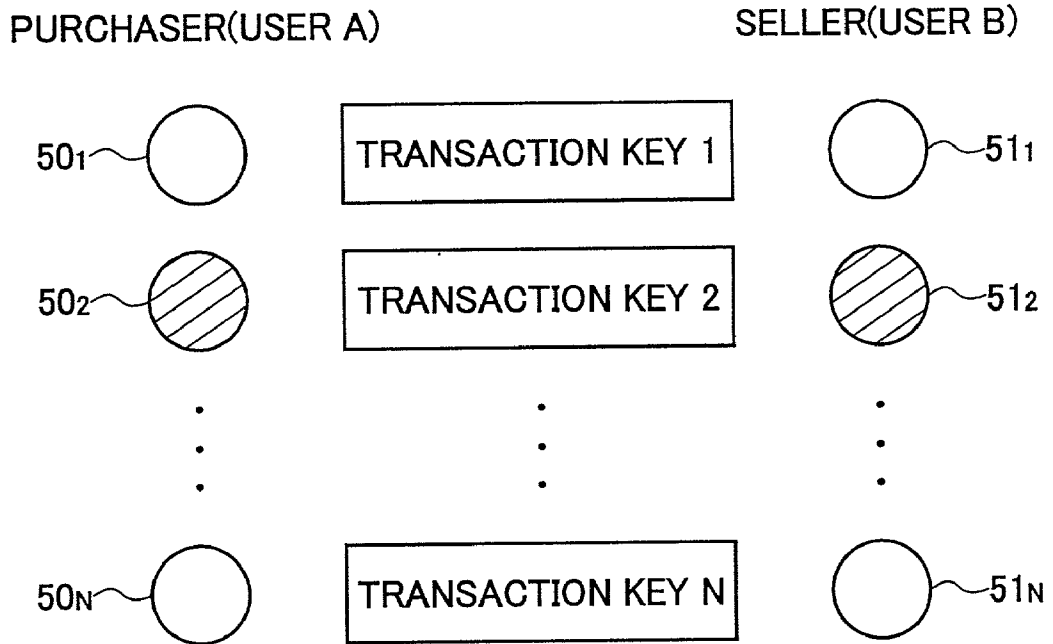 PURCHASER(USER A) SELLER(USER B)
50₁ TRANSACTION KEY 1 51₁
50₂ TRANSACTION KEY 2 51₂
50N TRANSACTION KEY N 51N